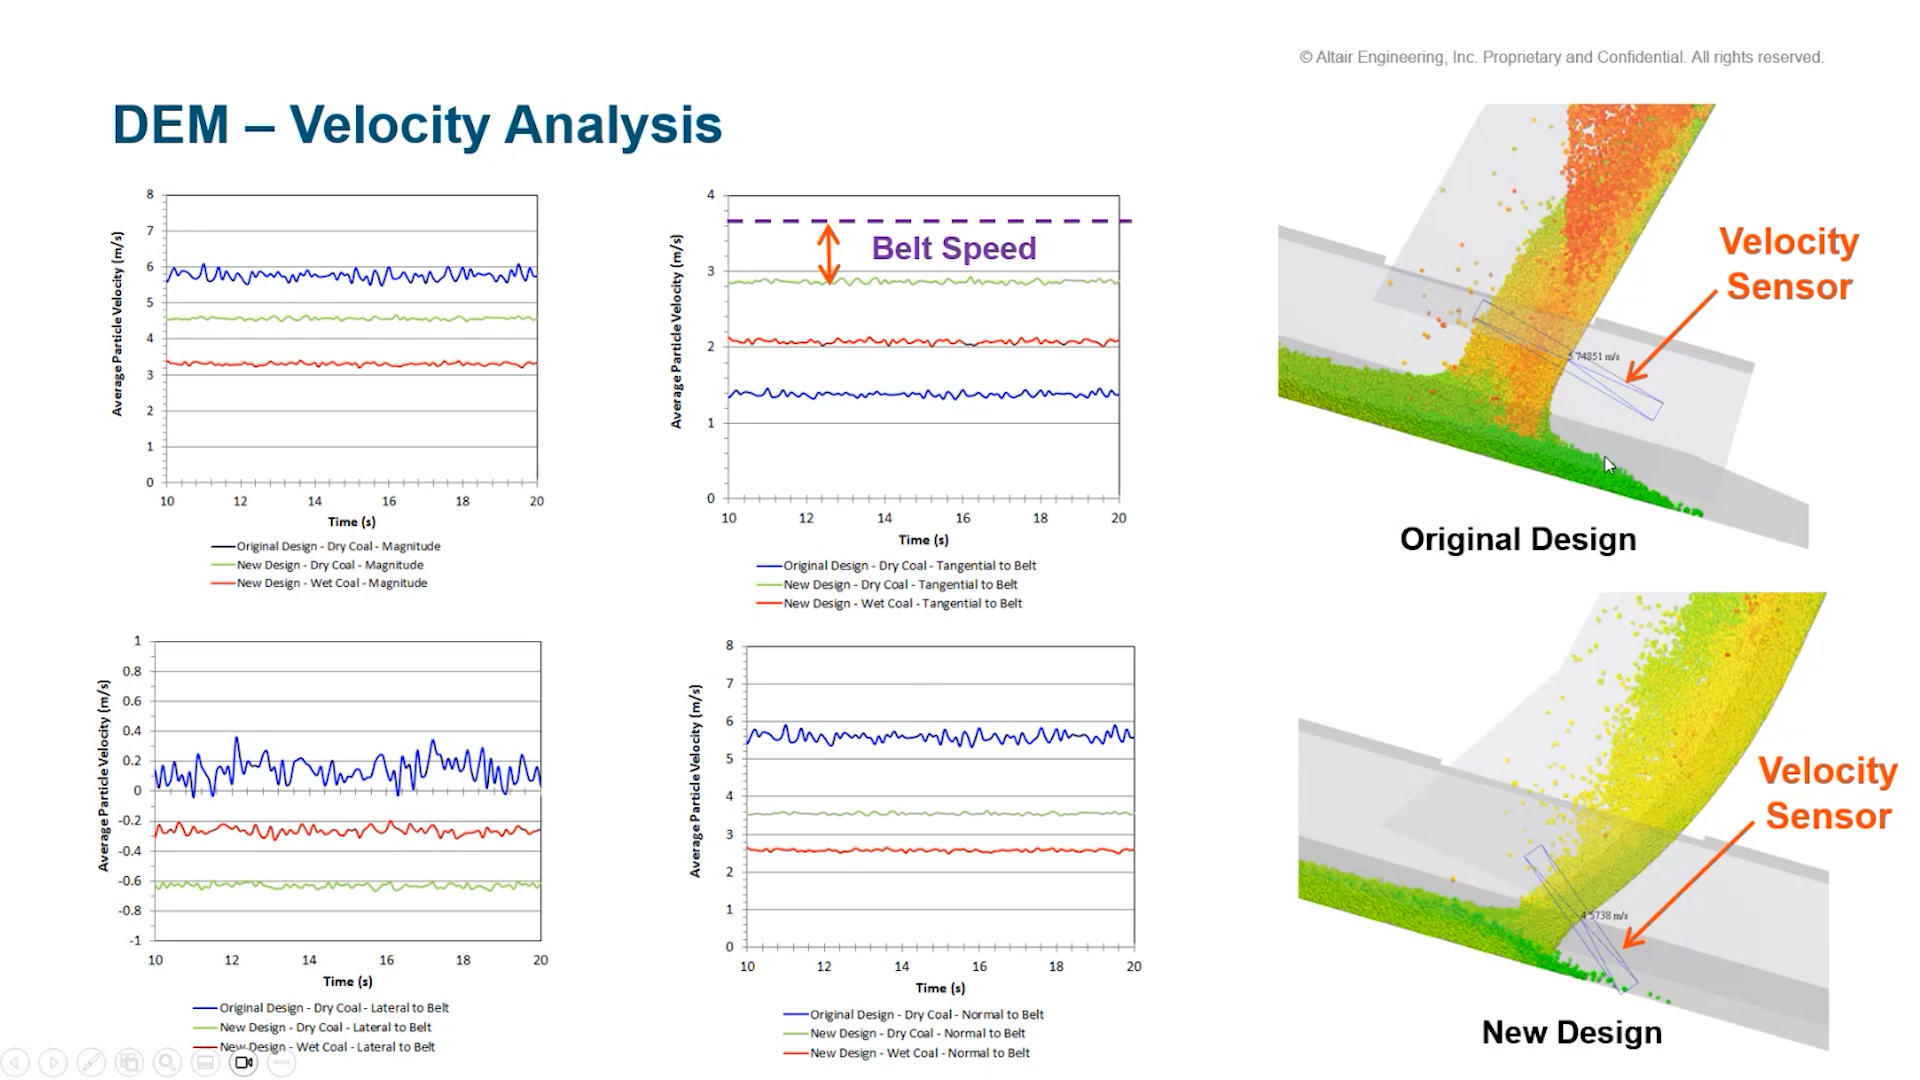 © Altair Engineering, Inc. Proprietary and Confidential. All rights reserved.
DEM – Velocity Analysis
Average Particle Velocity (m/s)
8
7
6
5
4
3
2
1
0
10 12 14 16 18 20
Time (s)
Original Design - Dry Coal - Magnitude
New Design - Dry Coal - Magnitude
New Design - Wet Coal - Magnitude
Average Particle Velocity (m/s)
4
3
2
1
0
Belt Speed
10 12 14 16 18 20
Time (s)
Original Design - Dry Coal - Tangential to Belt
New Design - Dry Coal - Tangential to Belt
New Design - Wet Coal - Tangential to Belt
Velocity
Sensor
5.74851 m/s
Original Design
Average Particle Velocity (m/s)
1
0.8
0.6
0.4
0.2
0
-0.2
-0.4
-0.6
-0.8
-1
10 12 14 16 18 20
Time (s)
Original Design - Dry Coal - Lateral to Belt
New Design - Dry Coal - Lateral to Belt
New Design - Wet Coal - Lateral to Belt
Average Particle Velocity (m/s)
8
7
6
5
4
3
2
1
0
10 12 14 16 18 20
Time (s)
Original Design - Dry Coal - Normal to Belt
New Design - Dry Coal - Normal to Belt
New Design - Wet Coal - Normal to Belt
Velocity
Sensor
4.5738 m/s
New Design